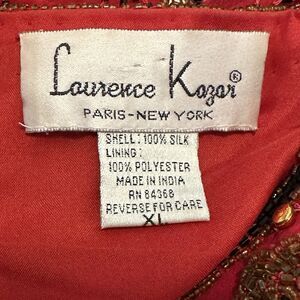 Laurence Kazar®
PARIS-NEW YORK
SHELL: 100% SILK
LINING:
100% POLYESTER
MADE IN INDIA
RN 84368
REVERSE FOR CARE
XL